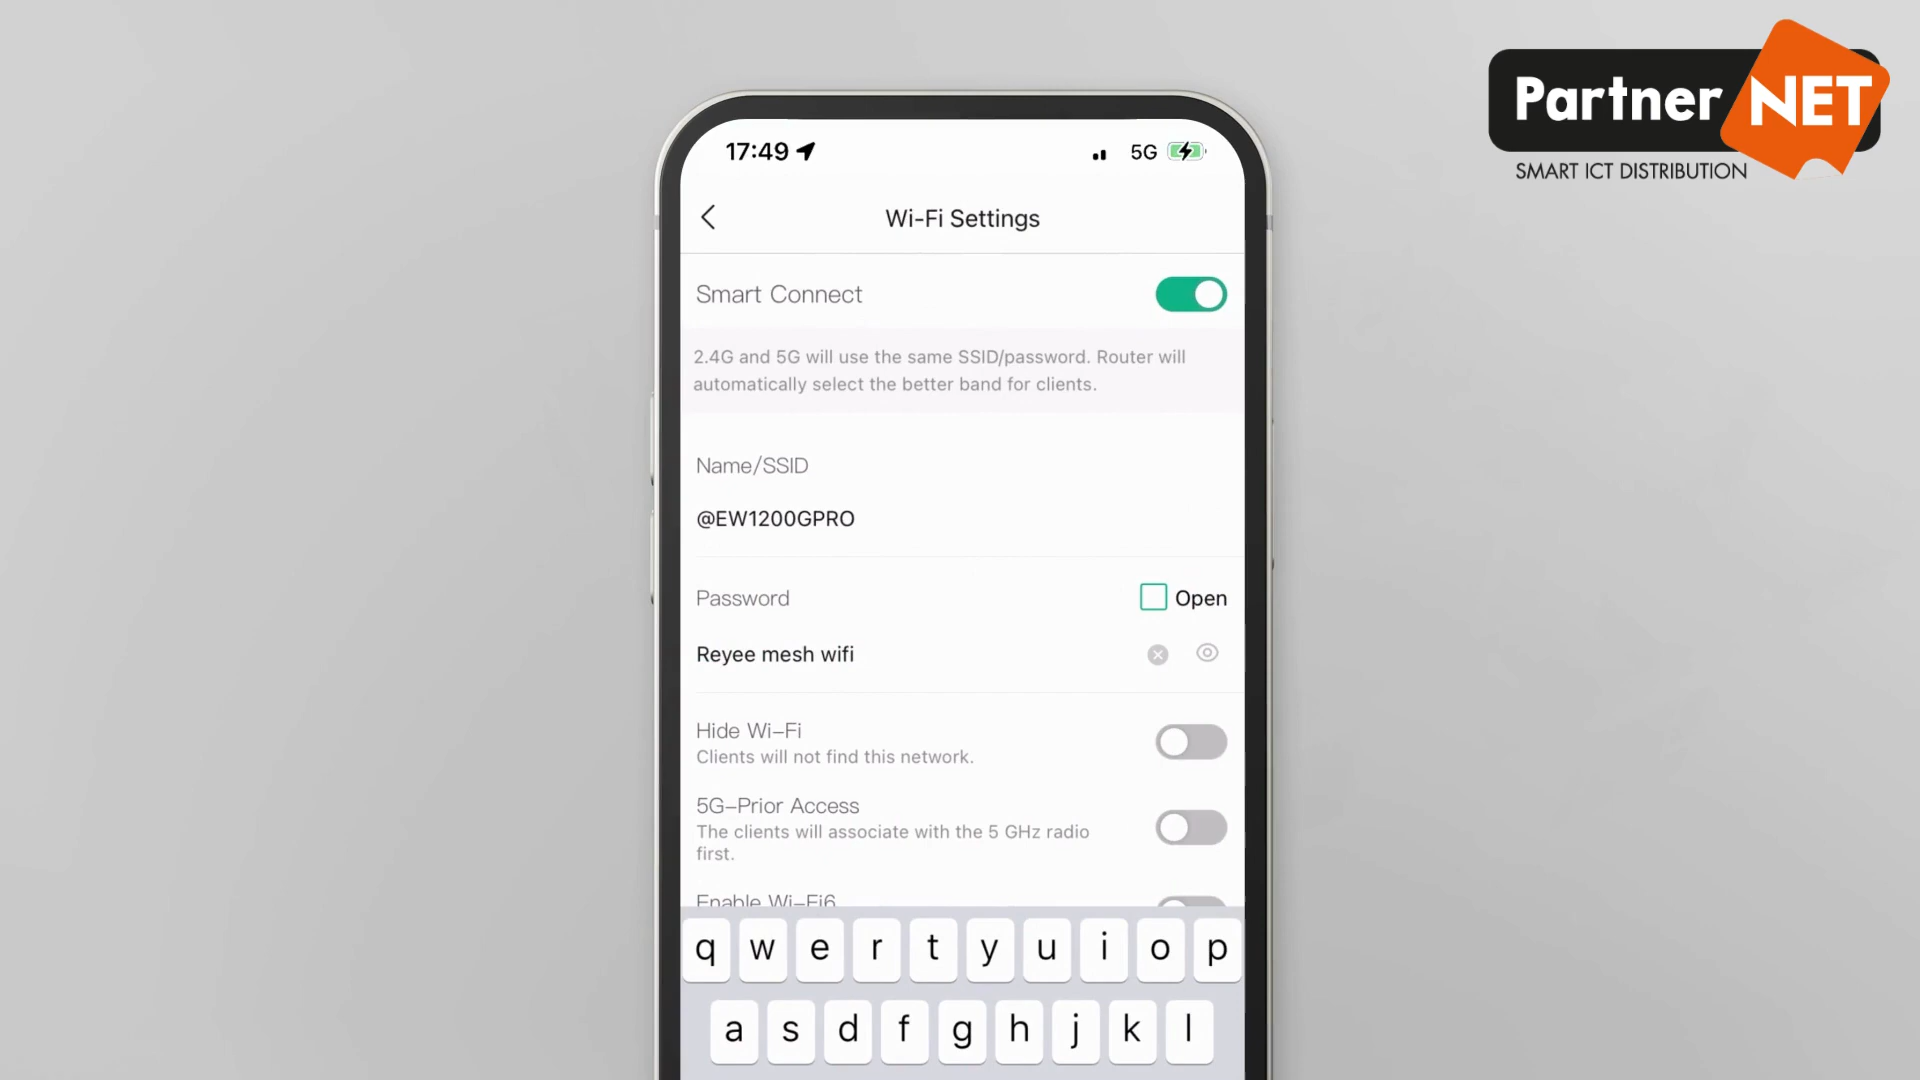 Partner NET
SMART ICT DISTRIBUTION
17:49
5G
Wi-Fi Settings
Smart Connect
2.4G and 5G will use the same SSID/password. Router will
automatically select the better band for clients.
Name/SSID
@EW1200GPRO
Password
Open
Reyee mesh wifi
Hide Wi-Fi
Clients will not find this network.
5G-Prior Access
The clients will associate with the 5 GHz radio
first.
Enable Wi-Fi6
q w e r t y u i o p
a s d f g h j k l